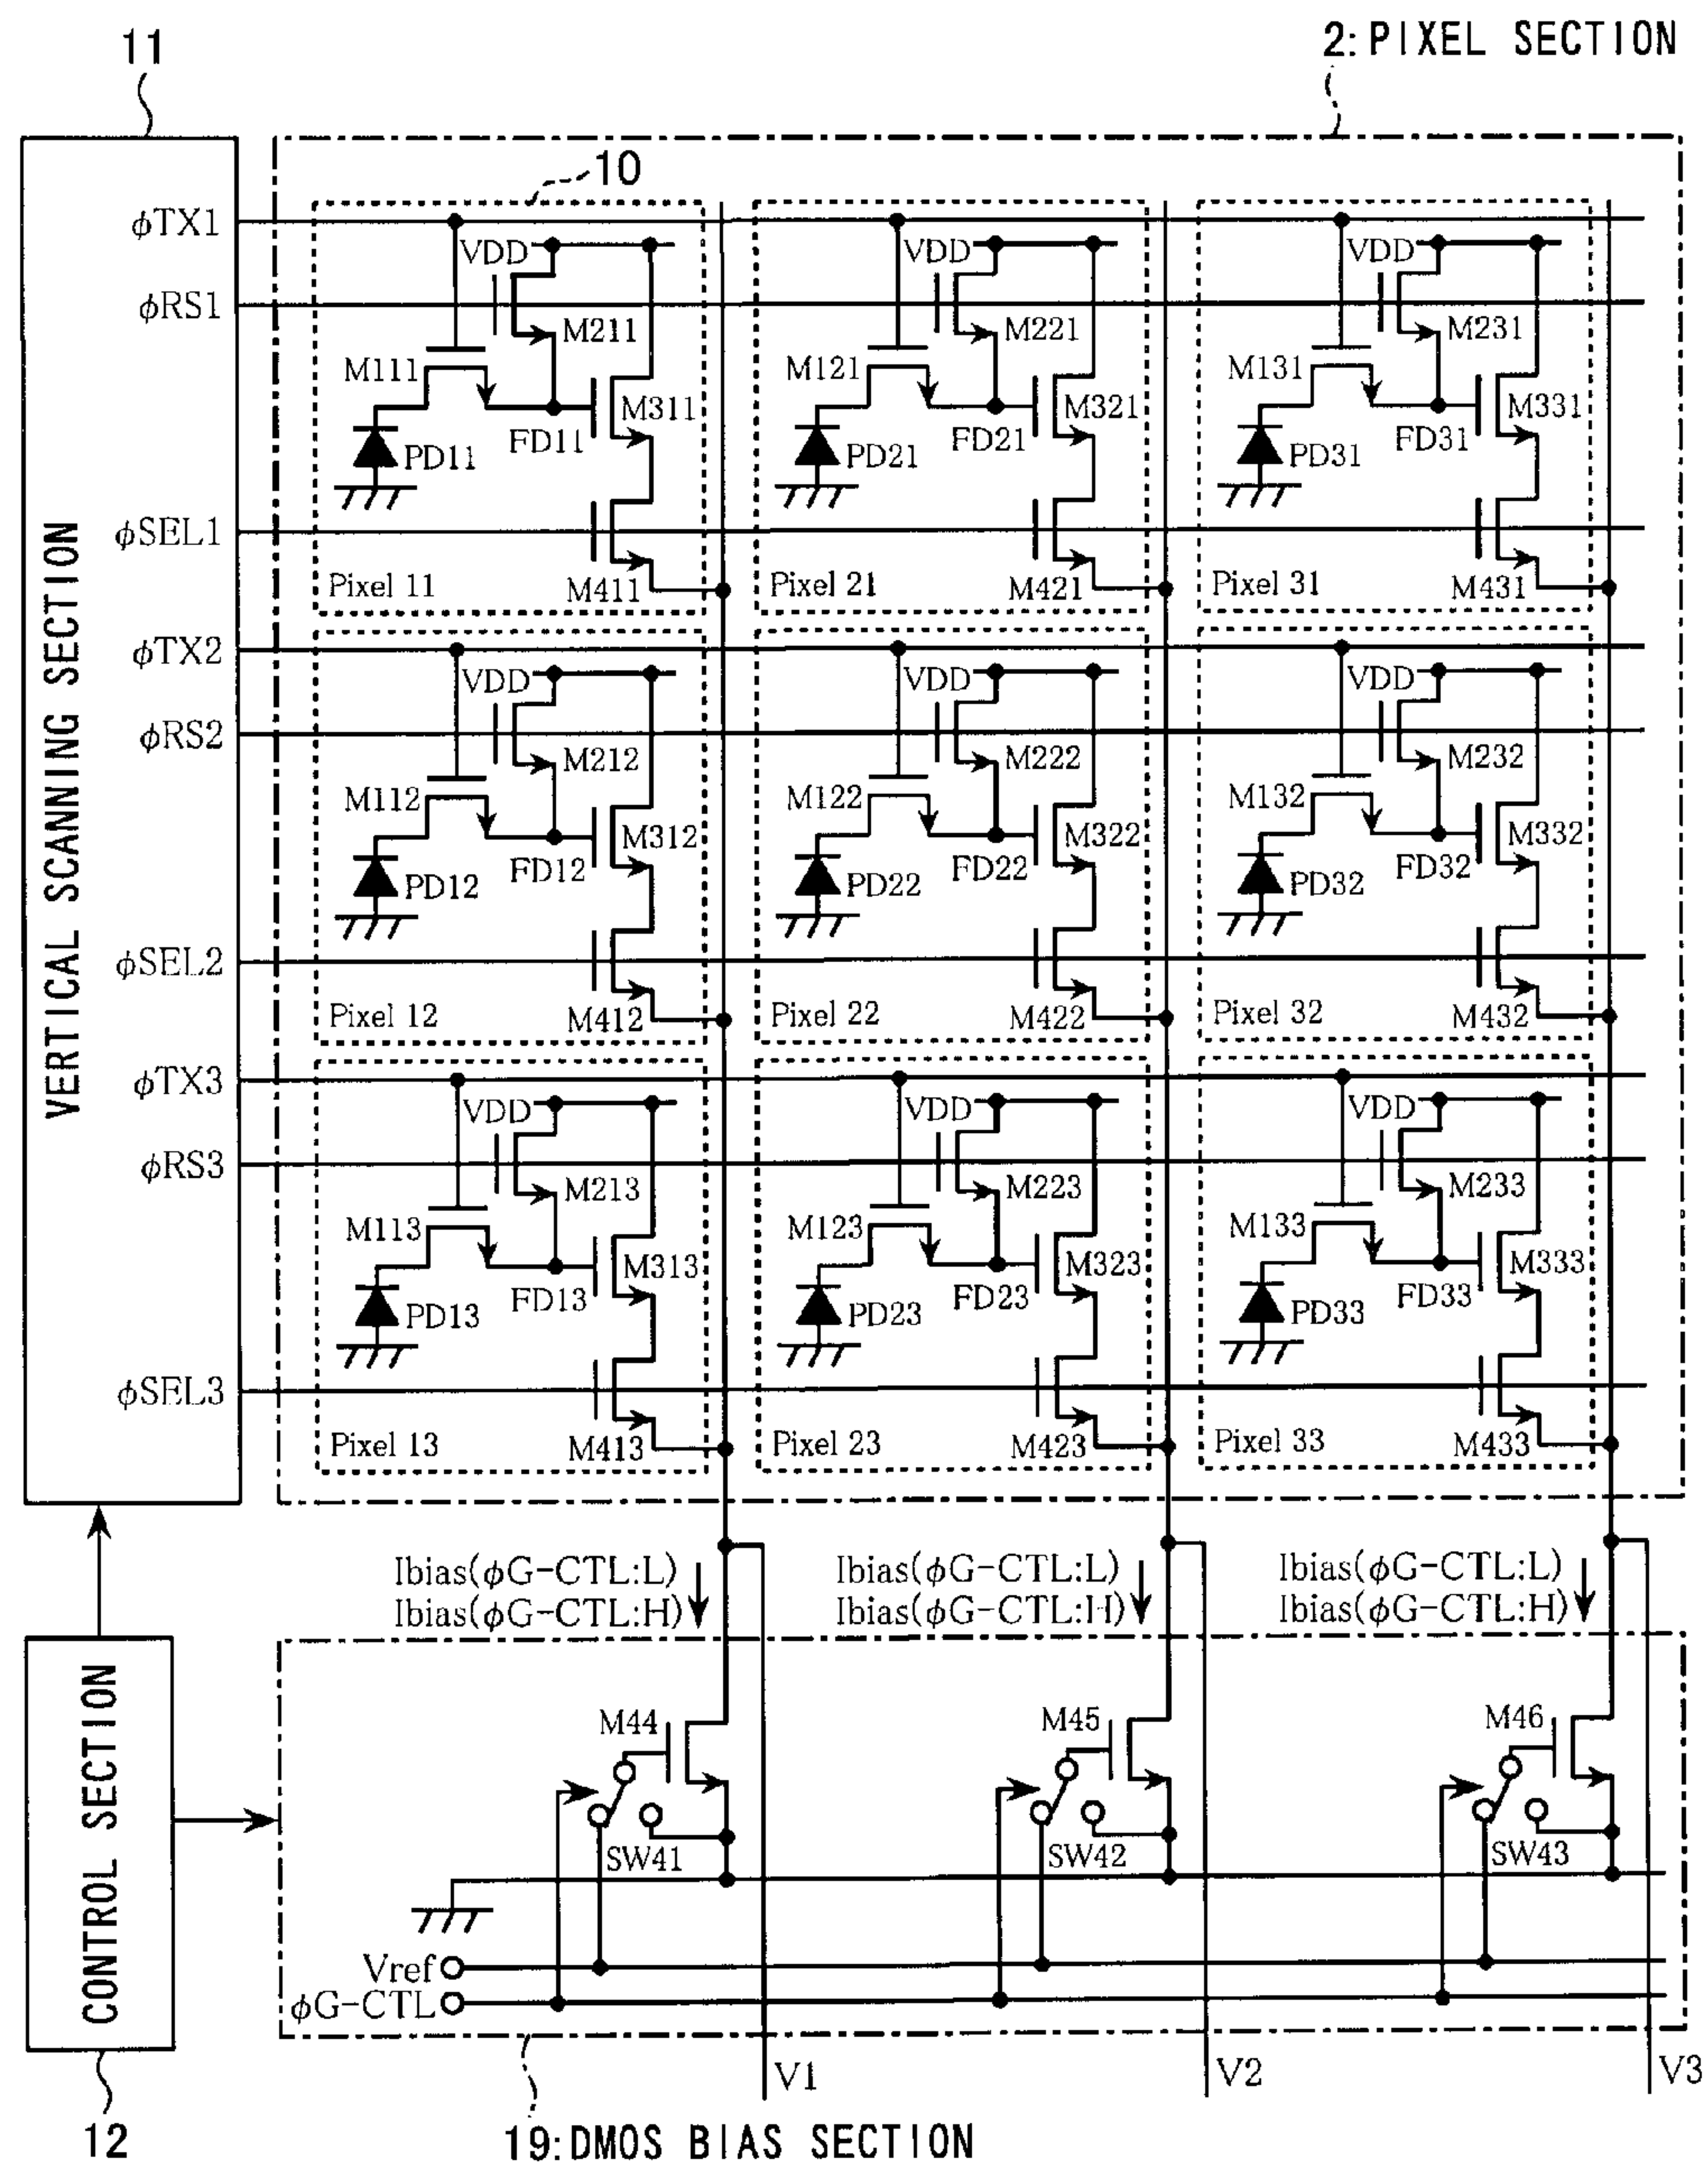 11
2:PIXEL SECTION
10
VERTICAL SCANNING SECTION
ϕTX1
VDD
VDD
VDD
ϕRS1
M211
M221
M231
M111
M121
M131
M311
M321
M331
FD11
FD21
FD31
PD11
PD21
PD31
ϕSEL1
Pixel 11
M411
Pixel 21
M421
Pixel 31
M431
ϕTX2
VDD
VDD
VDD
ϕRS2
M212
M222
M232
M112
M122
M132
M312
M322
M332
FD12
FD22
FD32
PD12
PD22
PD32
ϕSEL2
Pixel 12
M412
Pixel 22
M422
Pixel 32
M432
ϕTX3
VDD
VDD
VDD
ϕRS3
M213
M223
M233
M113
M123
M133
M313
M323
M333
FD13
FD23
FD33
PD13
PD23
PD33
ϕSEL3
Pixel 13
M413
Pixel 23
M423
Pixel 33
M433
Ibias(ϕG-CTL:L)
Ibias(ϕG-CTL:H)
Ibias(ϕG-CTL:L)
Ibias(ϕG-CTL:H)
Ibias(ϕG-CTL:L)
Ibias(ϕG-CTL:H)
CONTROL SECTION
M44
M45
M46
SW41
SW42
SW43
Vref
ϕG-CTL
V1
V2
V3
12
19:DMOS BIAS SECTION